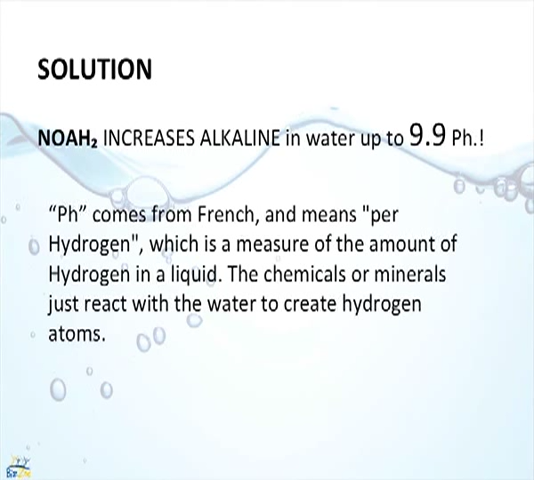 SOLUTION
NOAH₂ INCREASES ALKALINE in water up to 9.9 Ph.!
“Ph” comes from French, and means "per
Hydrogen", which is a measure of the amount of
Hydrogen in a liquid. The chemicals or minerals
just react with the water to create hydrogen
atoms.